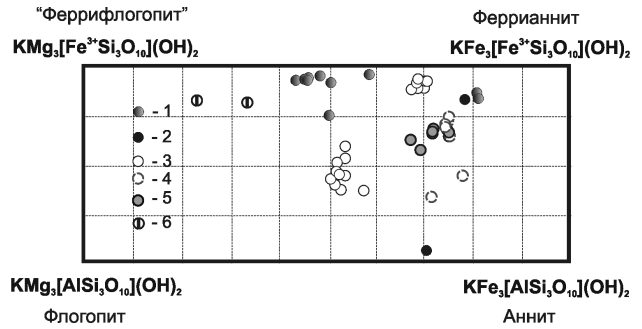 “Феррифлогопит” Феррианнит
KMg₃[Fe³⁺Si₃O₁₀](OH)₂ KFe₃[Fe³⁺Si₃O₁₀](OH)₂
- 1
- 2
- 3
- 4
- 5
- 6
KMg₃[AlSi₃O₁₀](OH)₂ KFe₃[AlSi₃O₁₀](OH)₂
Флогопит Аннит